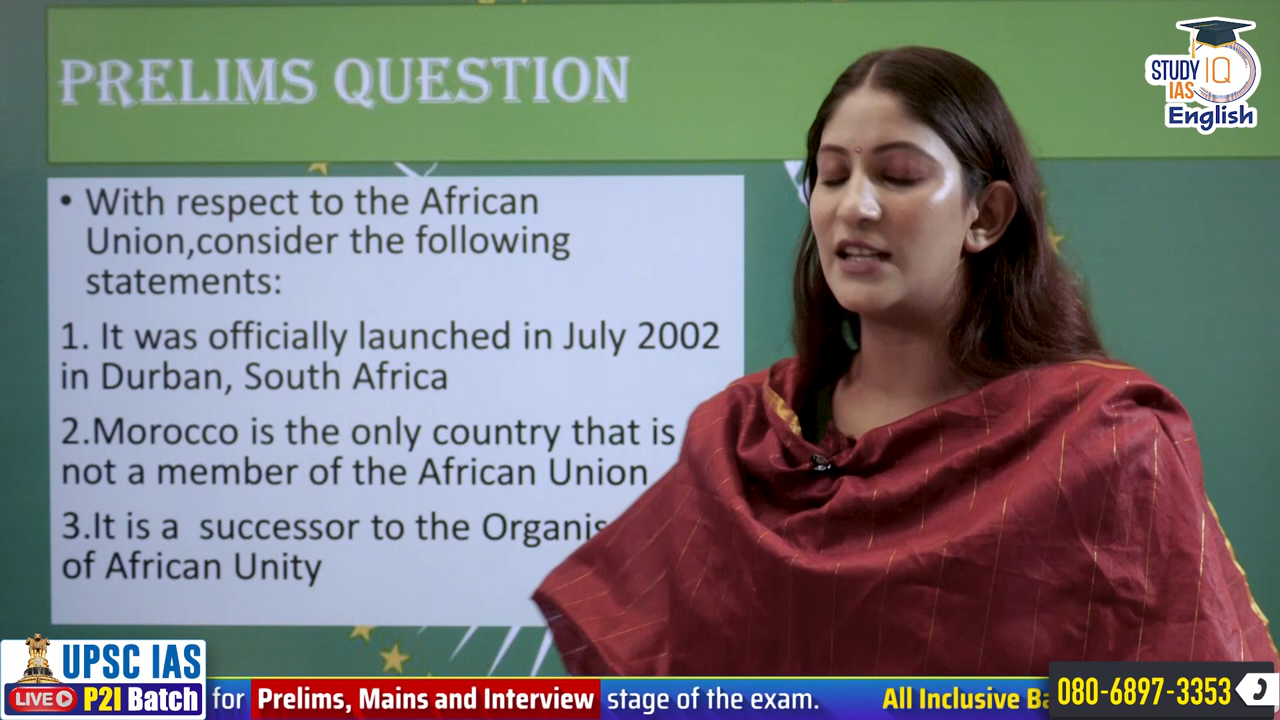 PRELIMS QUESTION
STUDY IQ
IAS
English
• With respect to the African
Union,consider the following
statements:
1. It was officially launched in July 2002
in Durban, South Africa
2.Morocco is the only country that is
not a member of the African Union
3.It is a successor to the Organis
of African Unity
UPSC IAS
LIVE P2I Batch
for Prelims, Mains and Interview stage of the exam. All Inclusive Ba
080-6897-3353